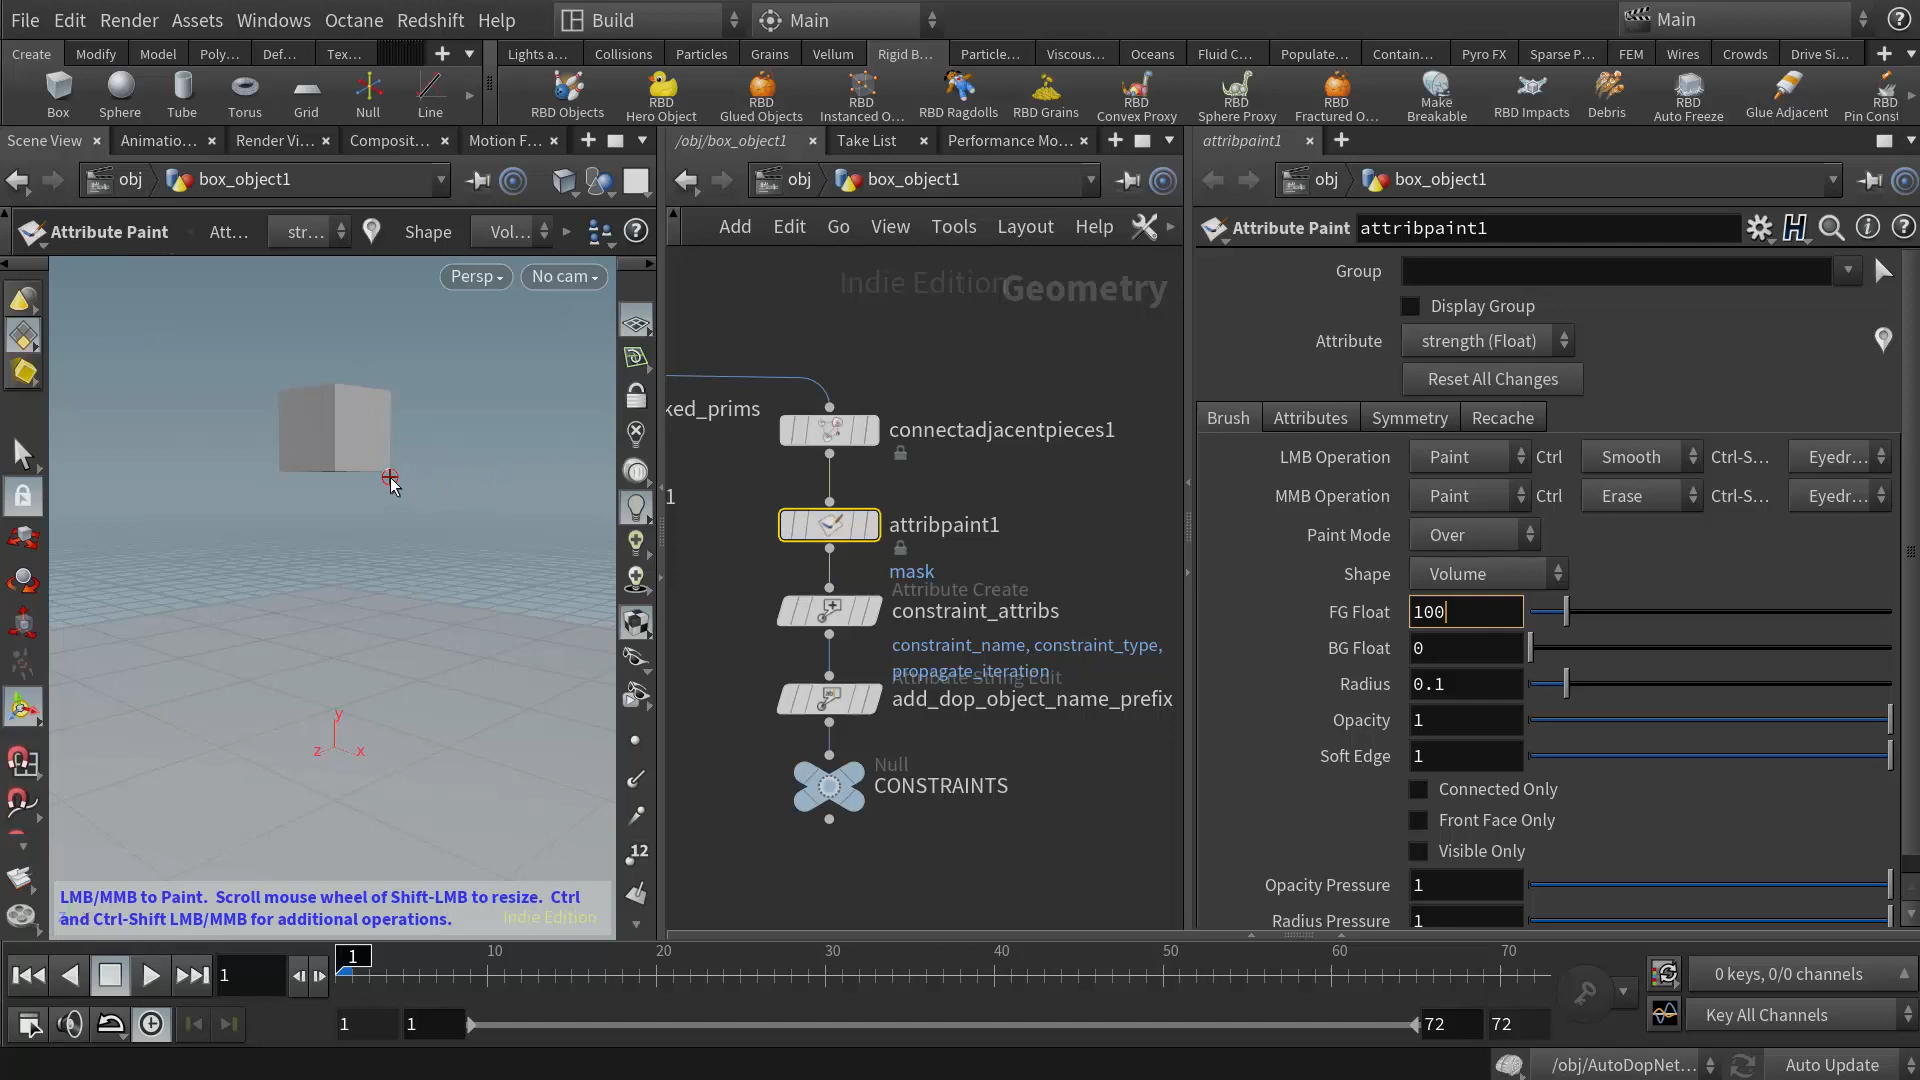 File Edit Render Assets Windows Octane Redshift Help Build Main Main
Create Modify Model Poly... Def... Tex... Lights a... Collisions Particles Grains Vellum Rigid B... Particle... Viscous... Oceans Fluid C... Populate... Contain... Pyro FX Sparse P... FEM Wires Crowds Drive Si...
Box Sphere Tube Torus Grid Null Line RBD Objects RBD Hero Object RBD Glued Objects RBD Instanced O... RBD Ragdolls RBD Grains RBD Convex Proxy RBD Sphere Proxy RBD Fractured O... Make Breakable RBD Impacts Debris RBD Auto Freeze Glue Adjacent RBD Pin Const
Scene View Animatio... Render Vi... Composit... Motion F... /obj/box_object1 Take List Performance Mo... attribpaint1
obj box_object1 obj box_object1 obj box_object1
Attribute Paint Att... str... Shape Vol...
Add Edit Go View Tools Layout Help
Attribute Paint attribpaint1
Persp No cam
Indie Edition Geometry
ked_prims
connectadjacentpieces1
1
attribpaint1
mask
Attribute Create
constraint_attribs
constraint_name, constraint_type,
propagate_iteration
Attribute String Edit
add_dop_object_name_prefix
Null
CONSTRAINTS
Group
Display Group
Attribute strength (Float)
Reset All Changes
Brush Attributes Symmetry Recache
LMB Operation Paint Ctrl Smooth Ctrl-S... Eyedr...
MMB Operation Paint Ctrl Erase Ctrl-S... Eyedr...
Paint Mode Over
Shape Volume
FG Float 100
BG Float 0
Radius 0.1
Opacity 1
Soft Edge 1
Connected Only
Front Face Only
Visible Only
Opacity Pressure 1
Radius Pressure 1
y
z x
12
LMB/MMB to Paint. Scroll mouse wheel of Shift-LMB to resize. Ctrl
and Ctrl-Shift LMB/MMB for additional operations. Indie Edition
1 1 10 20 30 40 50 60 70
0 keys, 0/0 channels
1 1 72 72 Key All Channels
/obj/AutoDopNet... Auto Update